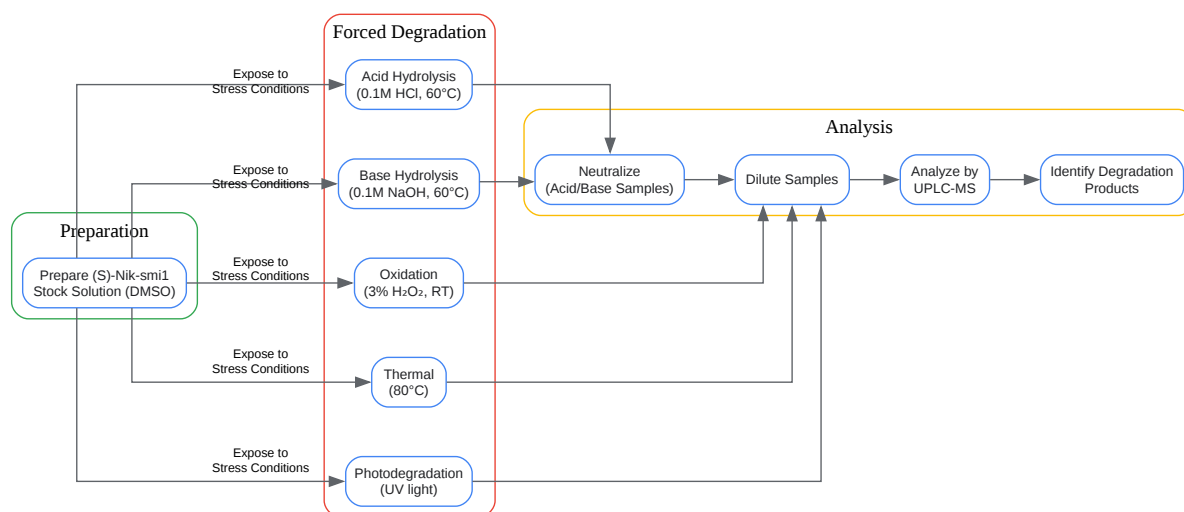 Forced Degradation
Expose to
Stress Conditions
Acid Hydrolysis
(0.1M HCl, 60°C)
Analysis
Expose to
Stress Conditions
Base Hydrolysis
(0.1M NaOH, 60°C)
Neutralize
(Acid/Base Samples)
Dilute Samples
Analyze by
UPLC-MS
Identify Degradation
Products
Preparation
Prepare (S)-Nik-smi1
Stock Solution (DMSO)
Expose to
Stress Conditions
Oxidation
(3% H₂O₂, RT)
Expose to
Stress Conditions
Thermal
(80°C)
Expose to
Stress Conditions
Photodegradation
(UV light)